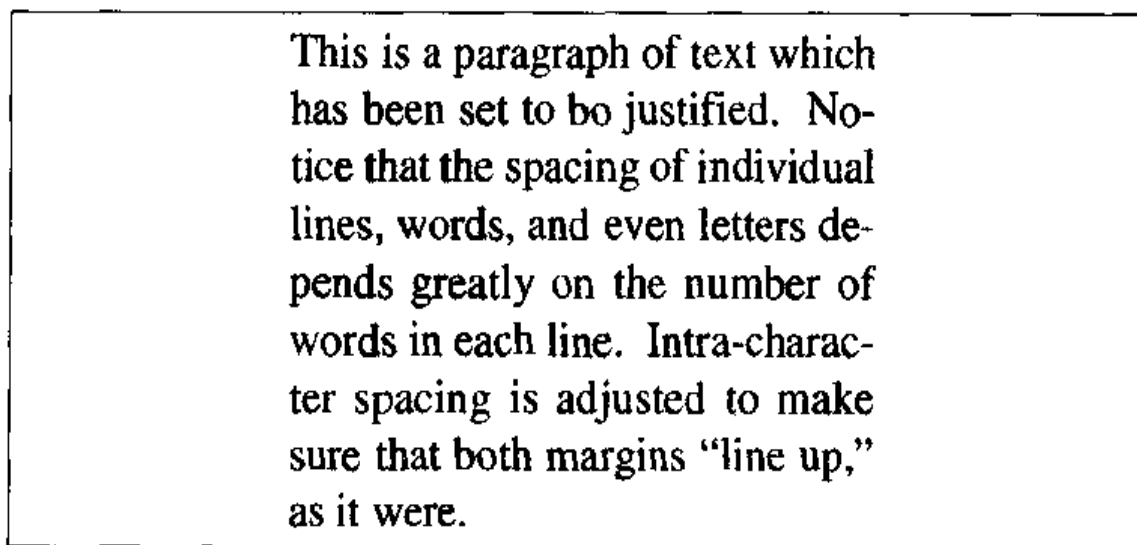 This is a paragraph of text which
has been set to bo justified. No-
tice that the spacing of individual
lines, words, and even letters de-
pends greatly on the number of
words in each line. Intra-charac-
ter spacing is adjusted to make
sure that both margins “line up,”
as it were.